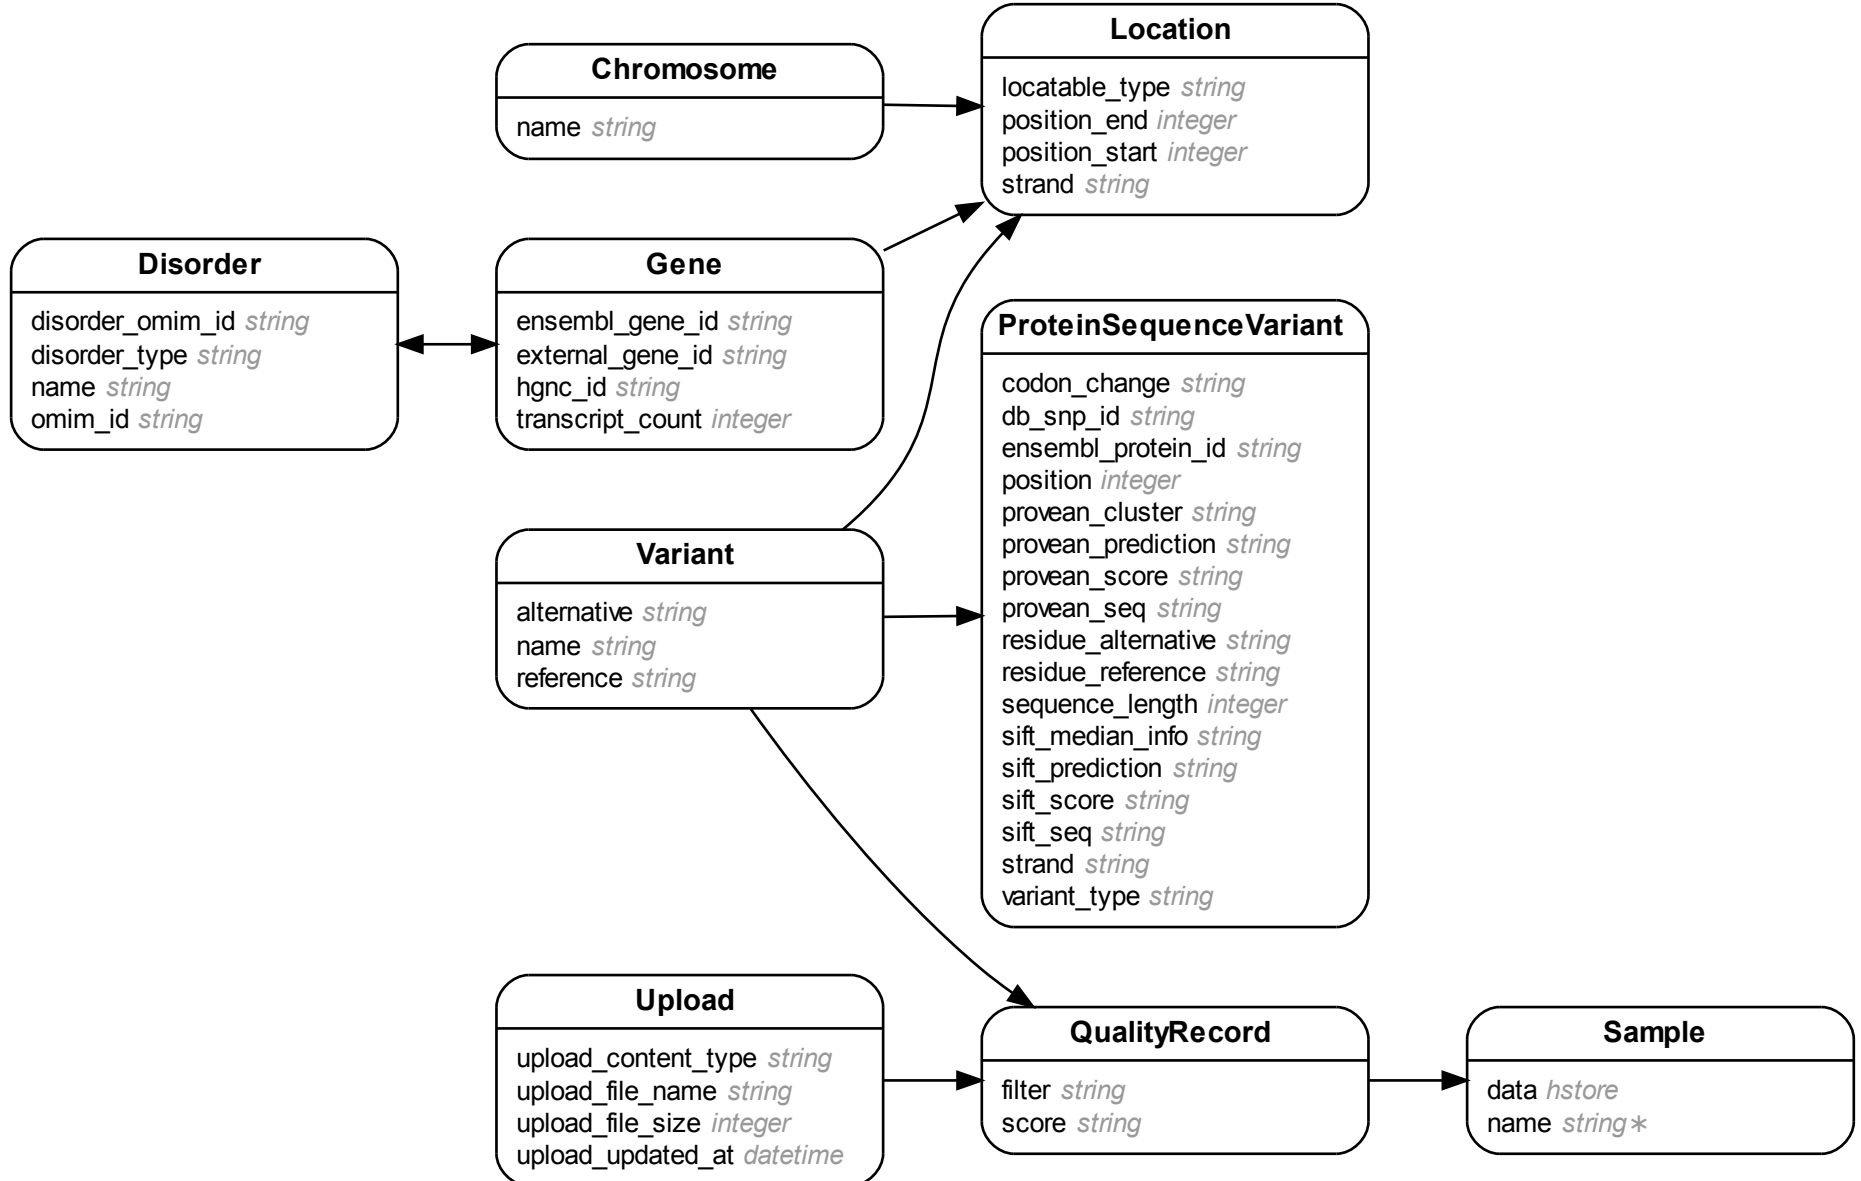 Location
locatable_type string
position_end integer
position_start integer
strand string
Chromosome
name string
Disorder
disorder_omim_id string
disorder_type string
name string
omim_id string
Gene
ensembl_gene_id string
external_gene_id string
hgnc_id string
transcript_count integer
ProteinSequenceVariant
codon_change string
db_snp_id string
ensembl_protein_id string
position integer
provean_cluster string
provean_prediction string
provean_score string
provean_seq string
residue_alternative string
residue_reference string
sequence_length integer
sift_median_info string
sift_prediction string
sift_score string
sift_seq string
strand string
variant_type string
Variant
alternative string
name string
reference string
Upload
upload_content_type string
upload_file_name string
upload_file_size integer
upload_updated_at datetime
QualityRecord
filter string
score string
Sample
data hstore
name string∗